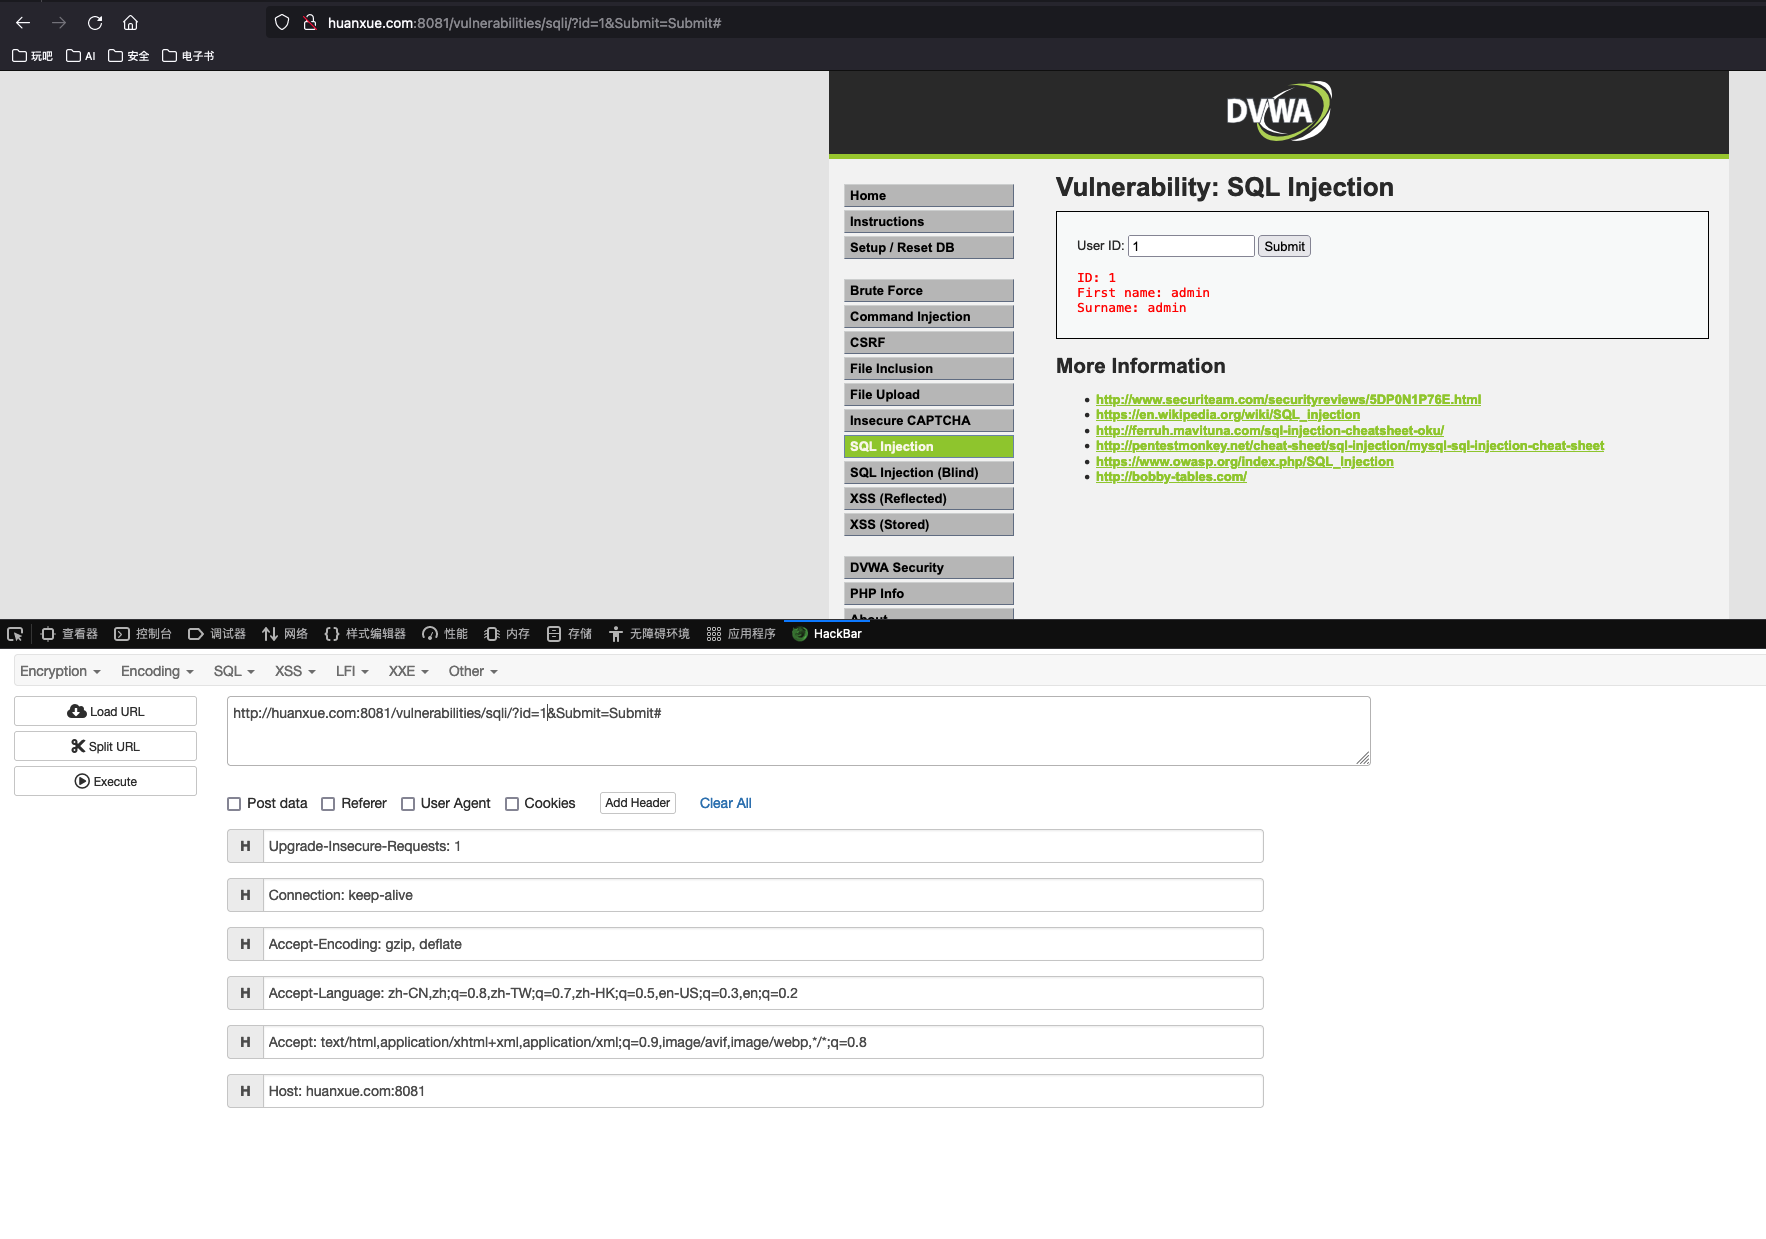 huanxue.com:8081/vulnerabilities/sqli/?id=1&Submit=Submit#
玩吧 AI 安全 电子书
DVWA
Home
Instructions
Setup / Reset DB
Brute Force
Command Injection
CSRF
File Inclusion
File Upload
Insecure CAPTCHA
SQL Injection
SQL Injection (Blind)
XSS (Reflected)
XSS (Stored)
DVWA Security
PHP Info
About
Vulnerability: SQL Injection
User ID: 1 Submit
ID: 1
First name: admin
Surname: admin
More Information
http://www.securiteam.com/securityreviews/5DP0N1P76E.html
https://en.wikipedia.org/wiki/SQL_injection
http://ferruh.mavituna.com/sql-injection-cheatsheet-oku/
http://pentestmonkey.net/cheat-sheet/sql-injection/mysql-sql-injection-cheat-sheet
https://www.owasp.org/index.php/SQL_Injection
http://bobby-tables.com/
查看器 控制台 调试器 网络 样式编辑器 性能 内存 存储 无障碍环境 应用程序 HackBar
Encryption Encoding SQL XSS LFI XXE Other
Load URL
Split URL
Execute
http://huanxue.com:8081/vulnerabilities/sqli/?id=1&Submit=Submit#
Post data Referer User Agent Cookies Add Header Clear All
H Upgrade-Insecure-Requests: 1
H Connection: keep-alive
H Accept-Encoding: gzip, deflate
H Accept-Language: zh-CN,zh;q=0.8,zh-TW;q=0.7,zh-HK;q=0.5,en-US;q=0.3,en;q=0.2
H Accept: text/html,application/xhtml+xml,application/xml;q=0.9,image/avif,image/webp,*/*;q=0.8
H Host: huanxue.com:8081